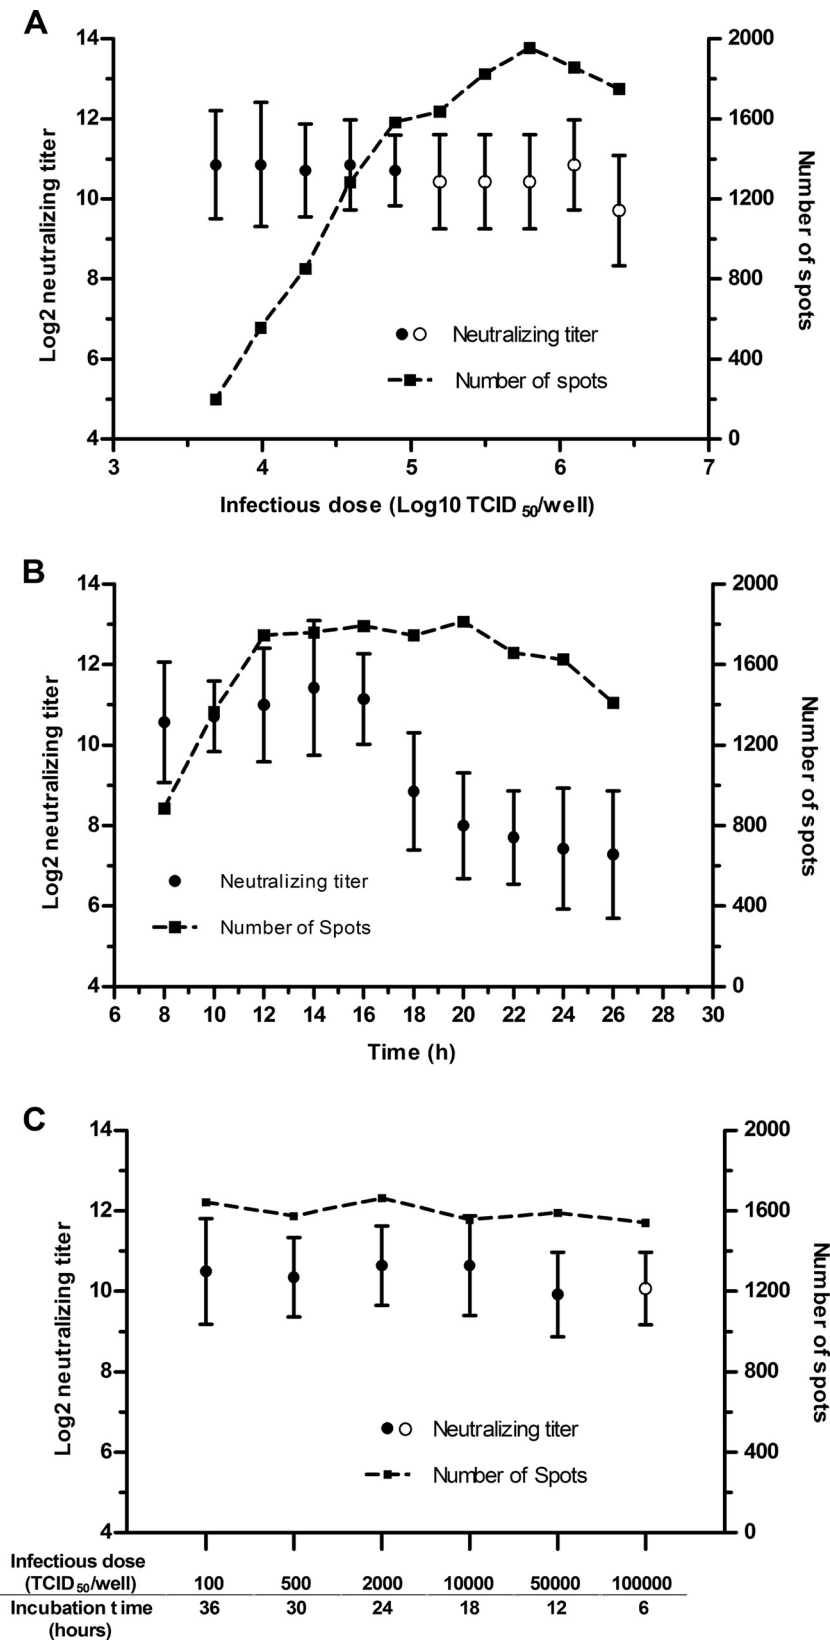 A
14
12
10
8
6
4
Log2 neutralizing titer
2000
1600
1200
800
400
0
Number of spots
Neutralizing titer
Number of spots
3 4 5 6 7
Infectious dose (Log10 TCID 50/well)
B
14
12
10
8
6
4
Log2 neutralizing titer
2000
1600
1200
800
400
0
Number of spots
Neutralizing titer
Number of Spots
6 8 10 12 14 16 18 20 22 24 26 28 30
Time (h)
C
14
12
10
8
6
4
Log2 neutralizing titer
2000
1600
1200
800
400
0
Number of spots
Neutralizing titer
Number of Spots
Infectious dose
(TCID50/well) 100 500 2000 10000 50000 100000
Incubation time 36 30 24 18 12 6
(hours)